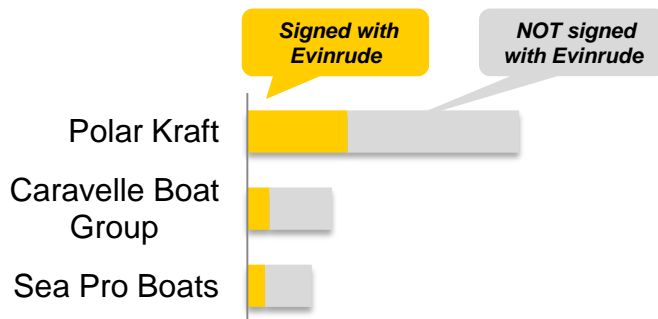 Signed with
Evinrude
NOT signed
with Evinrude
Polar Kraft
Caravelle Boat
Group
Sea Pro Boats